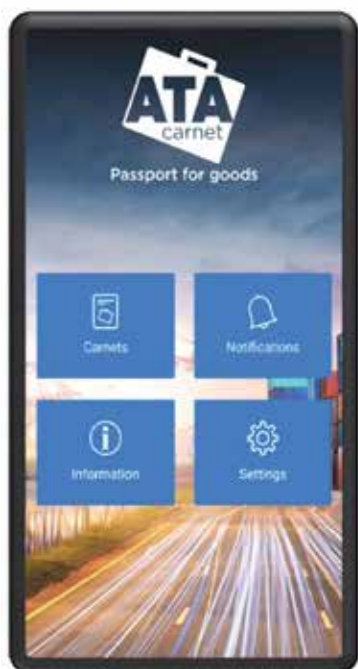 ATA
carnet
Passport for goods
Carnets
Notifications
Information
Settings